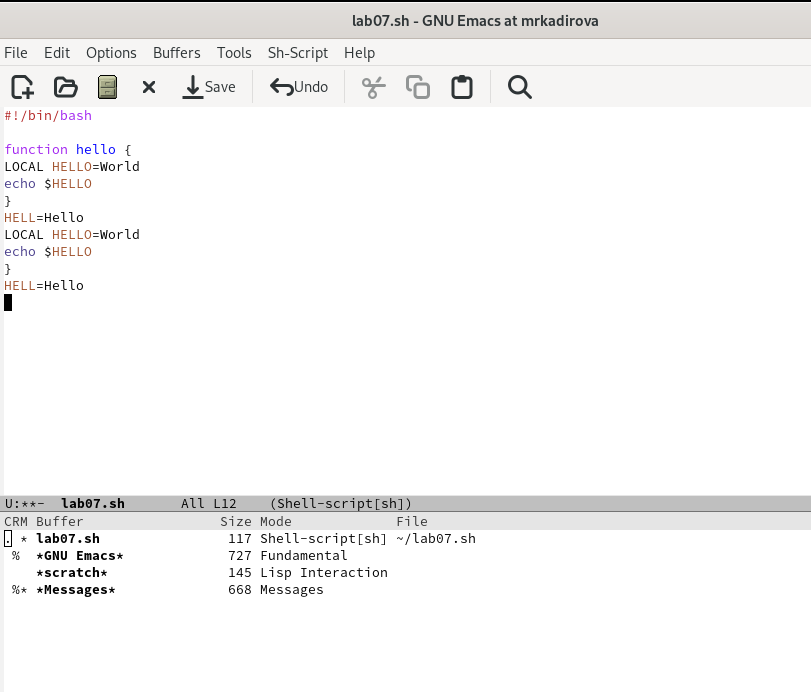 lab07.sh - GNU Emacs at mrkadirova
File Edit Options Buffers Tools Sh-Script Help
Save Undo
#!/bin/bash
function hello {
LOCAL HELLO=World
echo $HELLO
}
HELL=Hello
LOCAL HELLO=World
echo $HELLO
}
HELL=Hello
U:**- lab07.sh All L12 (Shell-script[sh])
CRM Buffer Size Mode File
. * lab07.sh 117 Shell-script[sh] ~/lab07.sh
% *GNU Emacs* 727 Fundamental
*scratch* 145 Lisp Interaction
%* *Messages* 668 Messages